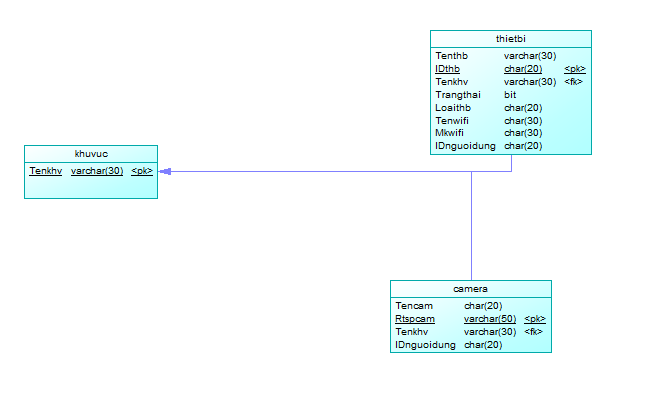 thietbi
Tenthb varchar(30)
IDthb char(20) <pk>
Tenkhv varchar(30) <fk>
Trangthai bit
Loaithb char(20)
Tenwifi char(30)
Mkwifi char(30)
IDnguoidung char(20)
khuvuc
Tenkhv varchar(30) <pk>
camera
Tencam char(20)
Rtspcam varchar(50) <pk>
Tenkhv varchar(30) <fk>
IDnguoidung char(20)